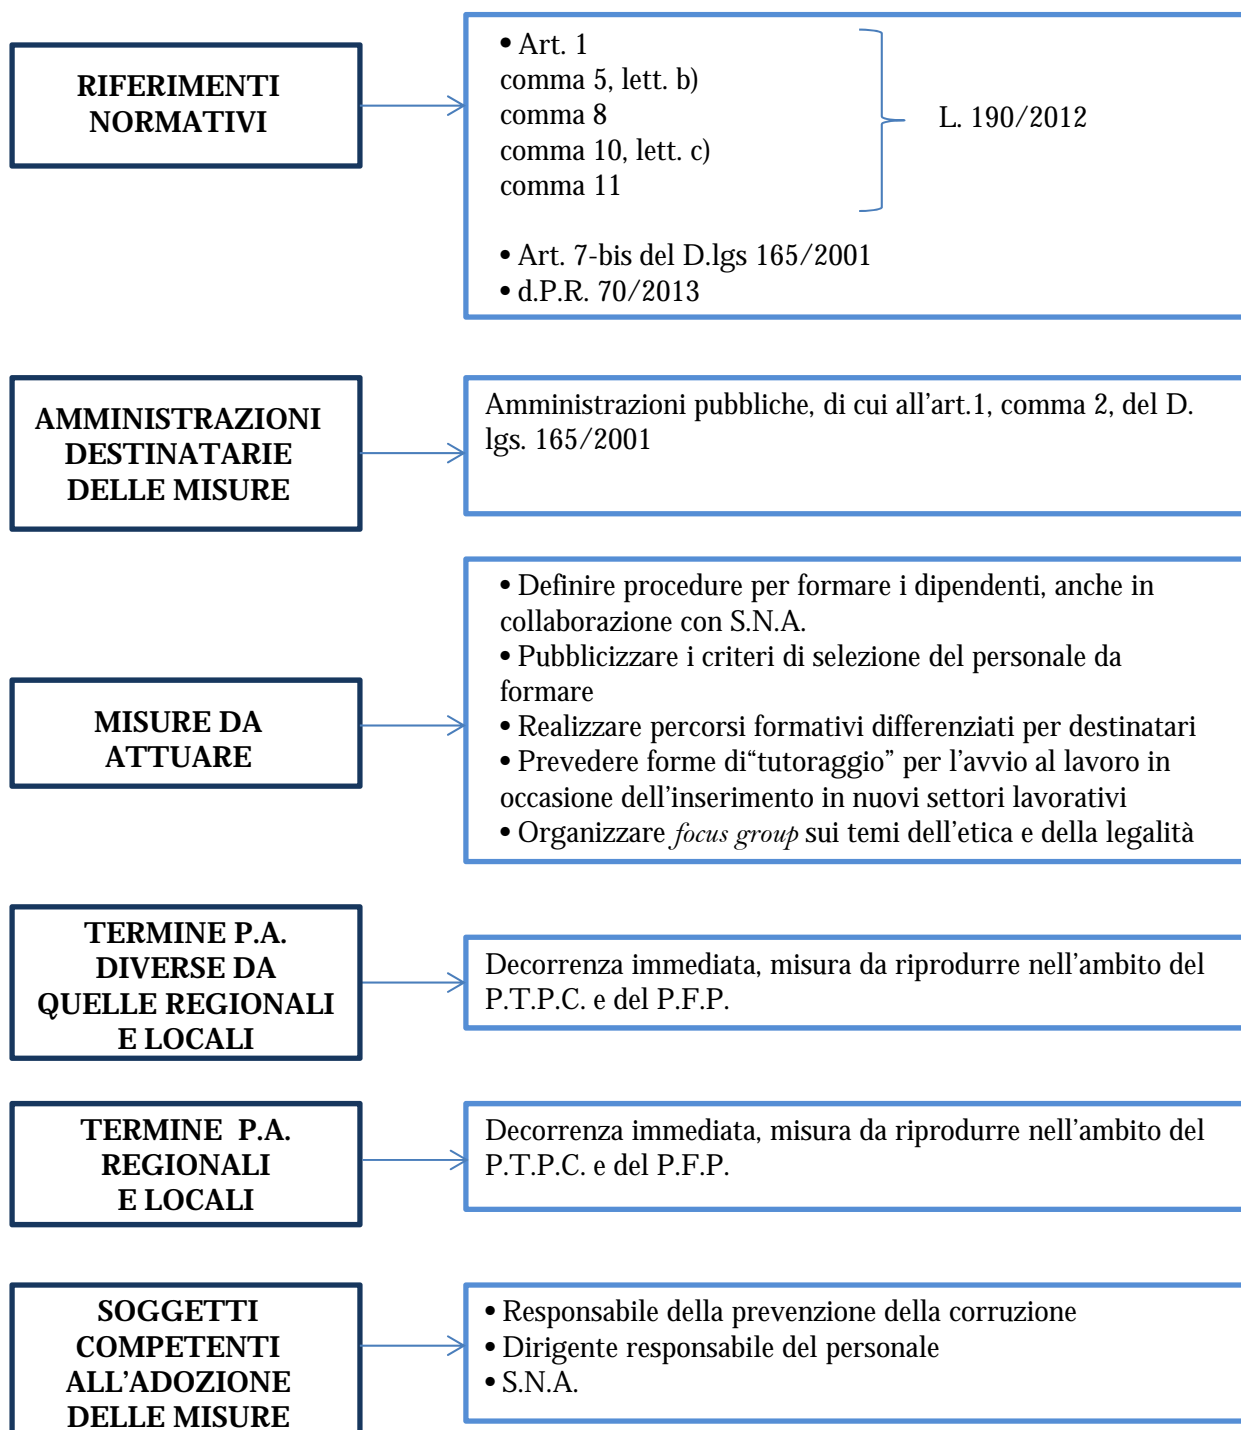 RIFERIMENTI
NORMATIVI
• Art. 1
comma 5, lett. b)
comma 8
comma 10, lett. c)
comma 11
L. 190/2012
• Art. 7-bis del D.lgs 165/2001
• d.P.R. 70/2013
AMMINISTRAZIONI
DESTINATARIE
DELLE MISURE
Amministrazioni pubbliche, di cui all’art.1, comma 2, del D.
lgs. 165/2001
MISURE DA
ATTUARE
• Definire procedure per formare i dipendenti, anche in
collaborazione con S.N.A.
• Pubblicizzare i criteri di selezione del personale da
formare
• Realizzare percorsi formativi differenziati per destinatari
• Prevedere forme di“tutoraggio” per l’avvio al lavoro in
occasione dell’inserimento in nuovi settori lavorativi
• Organizzare focus group sui temi dell’etica e della legalità
TERMINE P.A.
DIVERSE DA
QUELLE REGIONALI
E LOCALI
Decorrenza immediata, misura da riprodurre nell’ambito del
P.T.P.C. e del P.F.P.
TERMINE P.A.
REGIONALI
E LOCALI
Decorrenza immediata, misura da riprodurre nell’ambito del
P.T.P.C. e del P.F.P.
SOGGETTI
COMPETENTI
ALL’ADOZIONE
DELLE MISURE
• Responsabile della prevenzione della corruzione
• Dirigente responsabile del personale
• S.N.A.